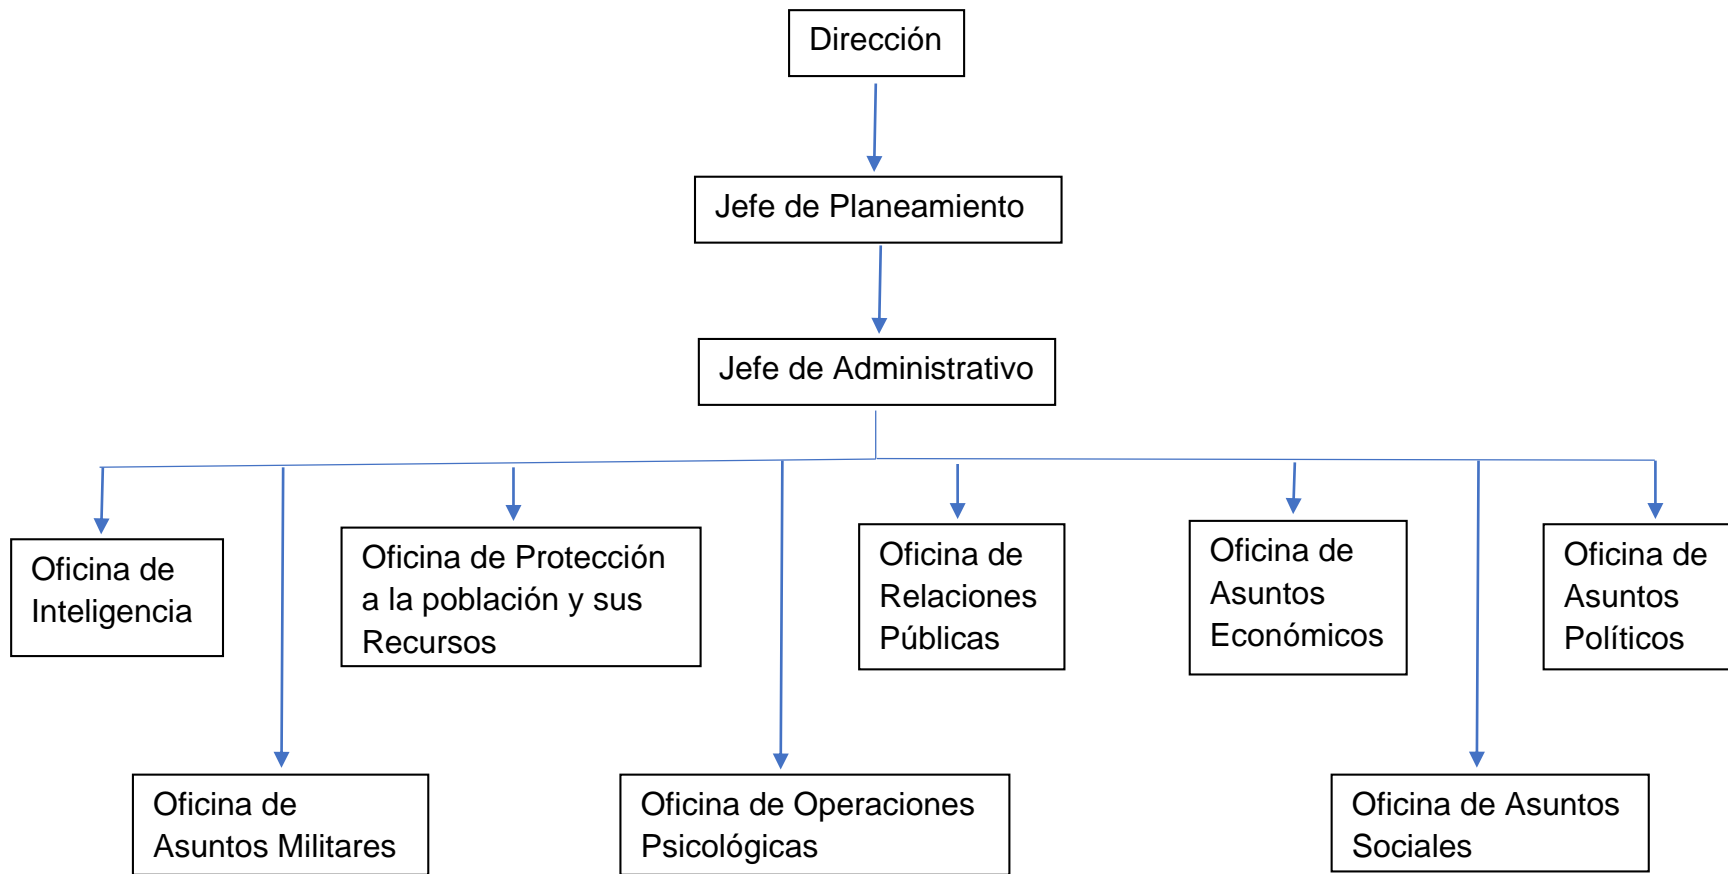 Dirección
Jefe de Planeamiento
Jefe de Administrativo
Oficina de
Inteligencia
Oficina de Protección
a la población y sus
Recursos
Oficina de
Relaciones
Públicas
Oficina de
Asuntos
Económicos
Oficina de
Asuntos
Políticos
Oficina de
Asuntos Militares
Oficina de Operaciones
Psicológicas
Oficina de Asuntos
Sociales